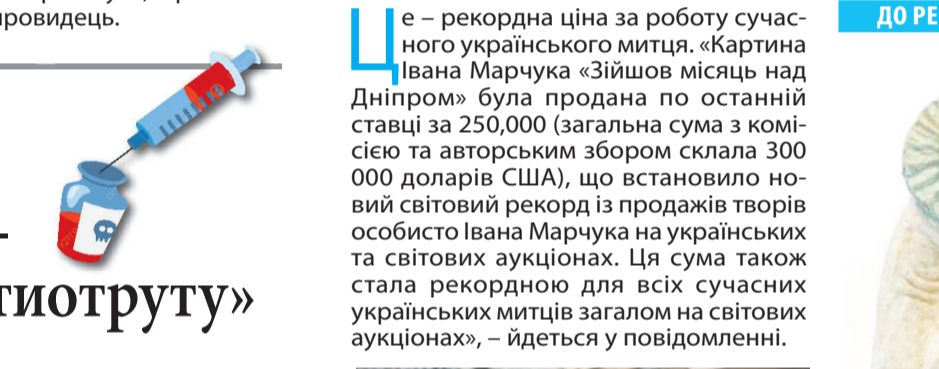 ровидець.
тиотруту»
Це – рекордна ціна за роботу сучас-
ного українського митця. «Картина
Івана Марчука «Зійшов місяць над
Дніпром» була продана по останній
ставці за 250,000 (загальна сума з комі-
сією та авторським збором склала 300
000 доларів США), що встановило но-
вий світовий рекорд із продажів творів
особисто Івана Марчука на українських
та світових аукціонах. Ця сума також
стала рекордною для всіх сучасних
українських митців загалом на світових
аукціонах», – йдеться у повідомленні.
ДО РЕ